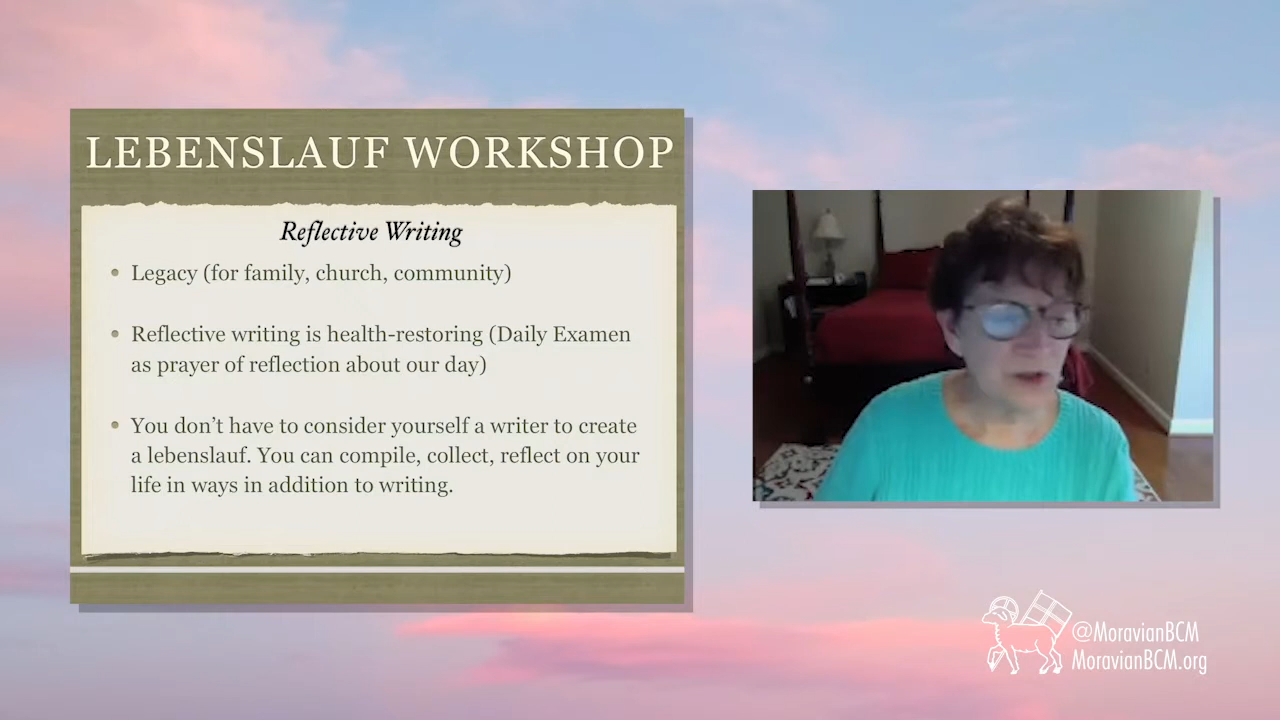 LEBENSLAUF WORKSHOP
Reflective Writing
• Legacy (for family, church, community)
• Reflective writing is health-restoring (Daily Examen
as prayer of reflection about our day)
• You don’t have to consider yourself a writer to create
a lebenslauf. You can compile, collect, reflect on your
life in ways in addition to writing.
@MoravianBCM
MoravianBCM.org